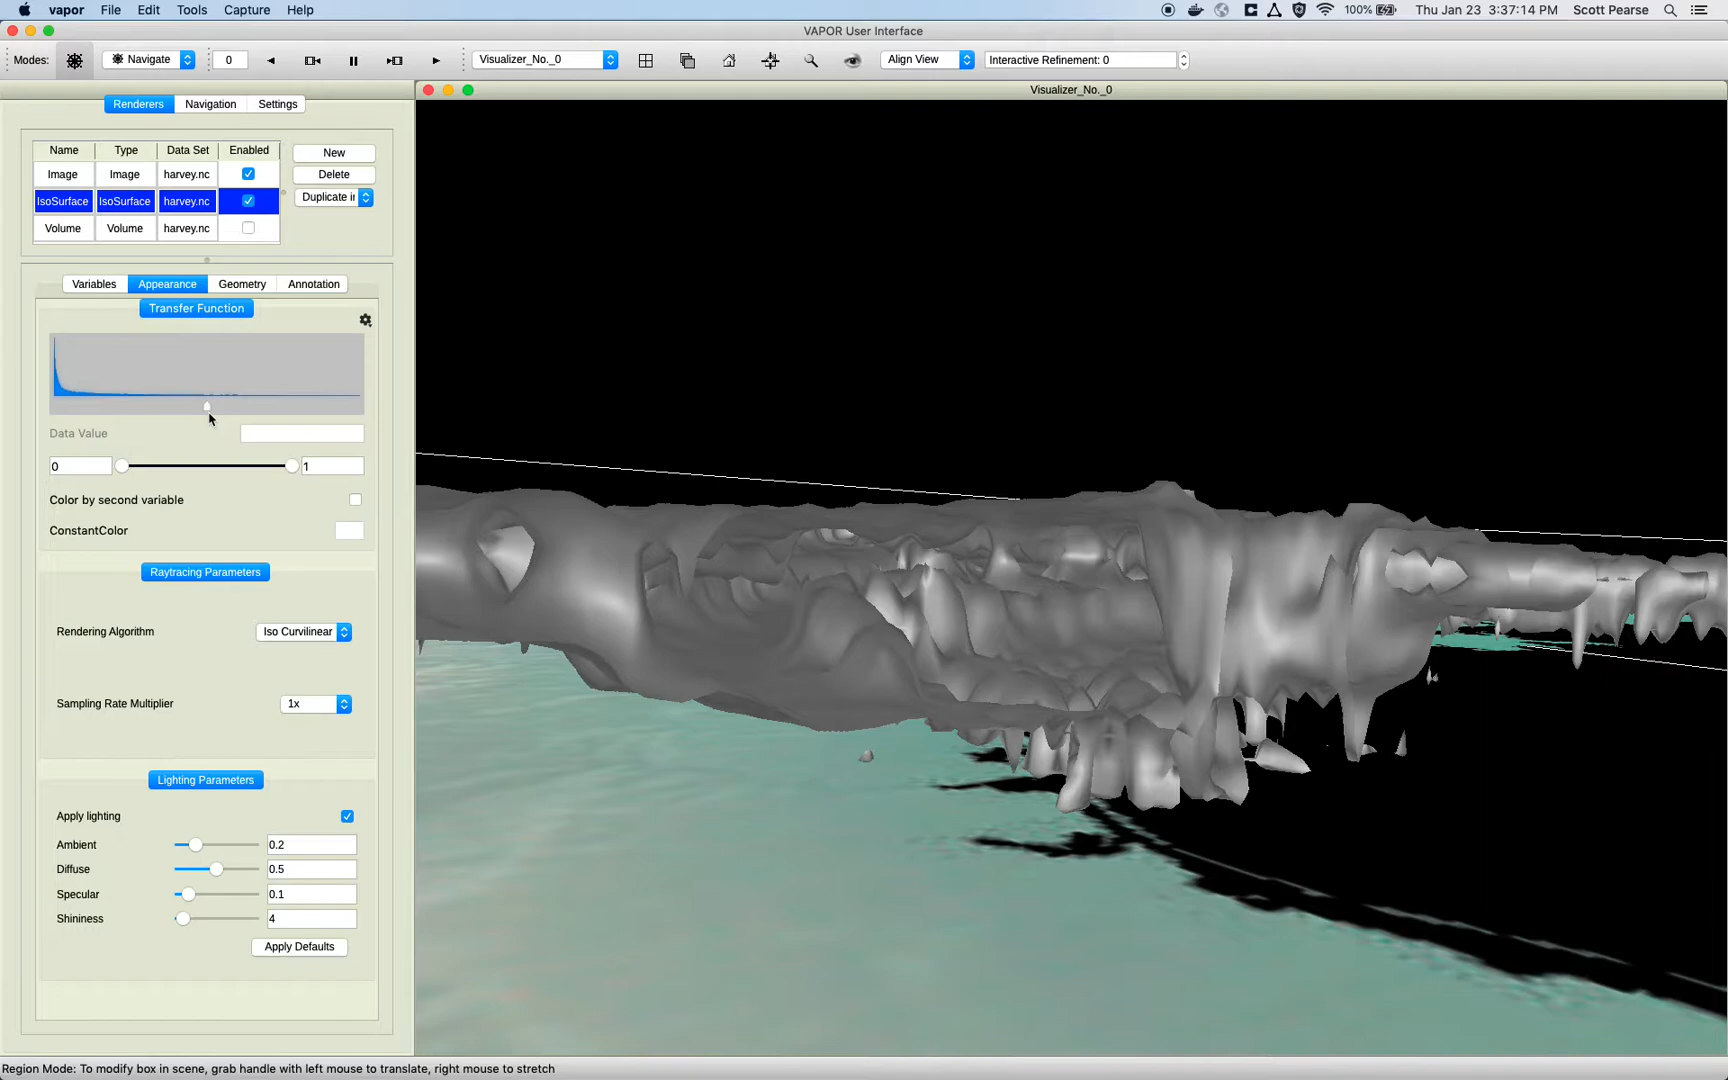 vapor File Edit Tools Capture Help 100% Thu Jan 23 3:37:14 PM Scott Pearse
VAPOR User Interface
Modes: Navigate 0 Visualizer_No._0 Align View Interactive Refinement: 0
Visualizer_No._0
Renderers Navigation Settings
Name Type Data Set Enabled
Image Image harvey.nc
IsoSurface IsoSurface harvey.nc
Volume Volume harvey.nc
New
Delete
Duplicate ir
Variables Appearance Geometry Annotation
Transfer Function
Data Value
0 1
Color by second variable
ConstantColor
Raytracing Parameters
Rendering Algorithm Iso Curvilinear
Sampling Rate Multiplier 1x
Lighting Parameters
Apply lighting
Ambient 0.2
Diffuse 0.5
Specular 0.1
Shininess 4
Apply Defaults
Region Mode: To modify box in scene, grab handle with left mouse to translate, right mouse to stretch